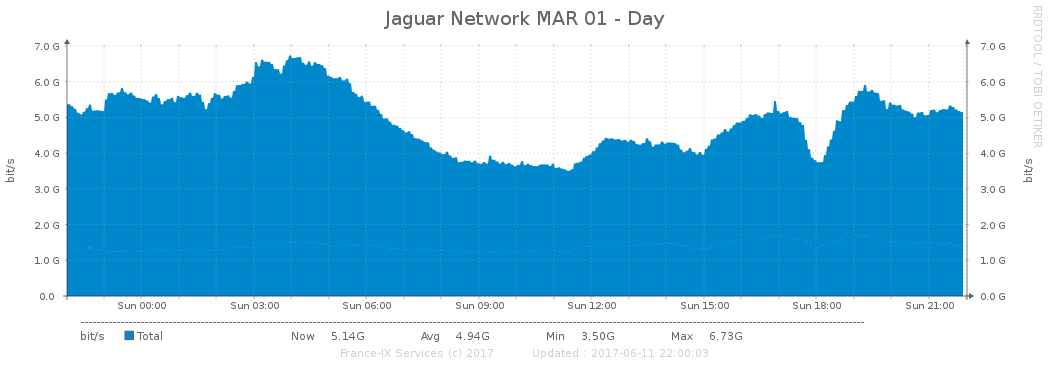 Jaguar Network MAR 01 - Day
RRDTOOL / TOBI OETIKER
7.0 G 7.0 G
6.0 G 6.0 G
5.0 G 5.0 G
4.0 G 4.0 G
3.0 G 3.0 G
2.0 G 2.0 G
1.0 G 1.0 G
0.0 0.0 G
bit/s bit/s
Sun 00:00 Sun 03:00 Sun 06:00 Sun 09:00 Sun 12:00 Sun 15:00 Sun 18:00 Sun 21:00
bit/s Total Now 5.14G Avg 4.94G Min 3.50G Max 6.73G
France-IX Services (c) 2017 Updated : 2017-06-11 22:00:03